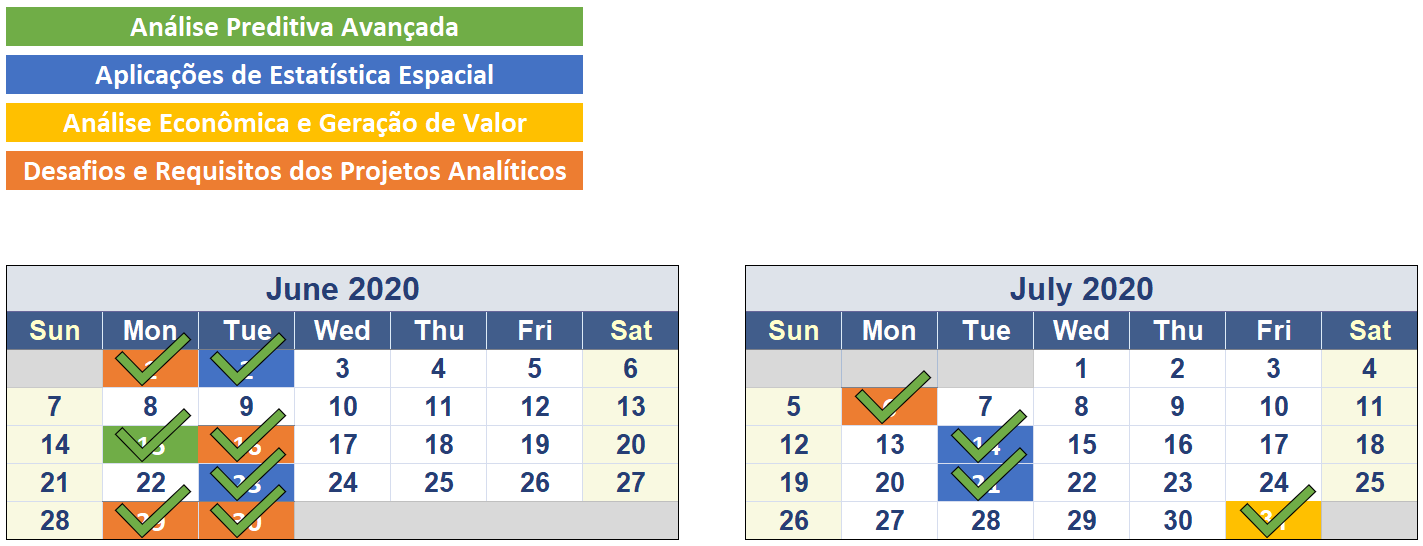 Análise Preditiva Avançada
Aplicações de Estatística Espacial
Análise Econômica e Geração de Valor
Desafios e Requisitos dos Projetos Analíticos
June 2020
Sun Mon Tue Wed Thu Fri Sat
1 2 3 4 5 6
7 8 9 10 11 12 13
14 15 16 17 18 19 20
21 22 23 24 25 26 27
28 29 30
July 2020
Sun Mon Tue Wed Thu Fri Sat
1 2 3 4
5 6 7 8 9 10 11
12 13 14 15 16 17 18
19 20 21 22 23 24 25
26 27 28 29 30 31